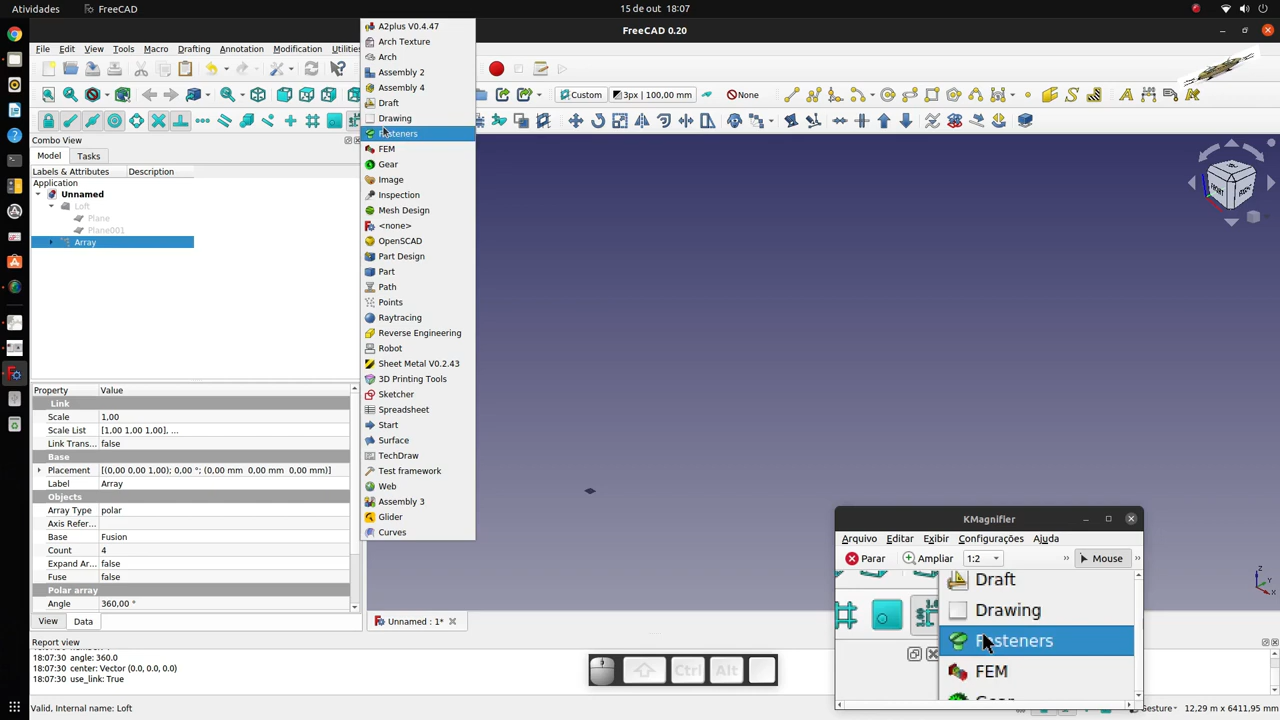 Atividades FreeCAD 15 de out 18:07
FreeCAD 0.20
File Edit View Tools Macro Drafting Annotation Modification Utilities
Custom 3px | 100,00 mm None
A2plus V0.4.47
Arch Texture
Arch
Assembly 2
Assembly 4
Draft
Drawing
Fasteners
FEM
Gear
Image
Inspection
Mesh Design
<none>
OpenSCAD
Part Design
Part
Path
Points
Raytracing
Reverse Engineering
Robot
Sheet Metal V0.2.43
3D Printing Tools
Sketcher
Spreadsheet
Start
Surface
TechDraw
Test framework
Web
Assembly 3
Glider
Curves
Combo View
Model Tasks
Labels & Attributes Description
Application
Unnamed
Loft
Plane
Plane001
Array
Property Value
Link
Scale 1,00
Scale List [1,00 1,00 1,00], ...
Link Trans... false
Base
Placement [(0,00 0,00 1,00); 0,00 °; (0,00 mm 0,00 mm 0,00 mm)]
Label Array
Objects
Array Type polar
Axis Refer...
Base Fusion
Count 4
Expand Ar... false
Fuse false
Polar array
Angle 360,00 °
View Data
Unnamed : 1*
Report view
18:07:30 angle: 360.0
18:07:30 center: Vector (0.0, 0.0, 0.0)
18:07:30 use_link: True
Valid, Internal name: Loft
Ctrl Alt
KMagnifier
Arquivo Editar Exibir Configurações Ajuda
Parar Ampliar 1:2 Mouse
Draft
Drawing
Fasteners
FEM
Gear
Gesture 12,29 m x 6411,95 mm